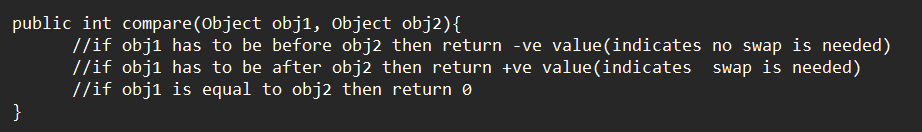 public int compare(Object obj1, Object obj2){
//if obj1 has to be before obj2 then return -ve value(indicates no swap is needed)
//if obj1 has to be after obj2 then return +ve value(indicates  swap is needed)
//if obj1 is equal to obj2 then return 0
}